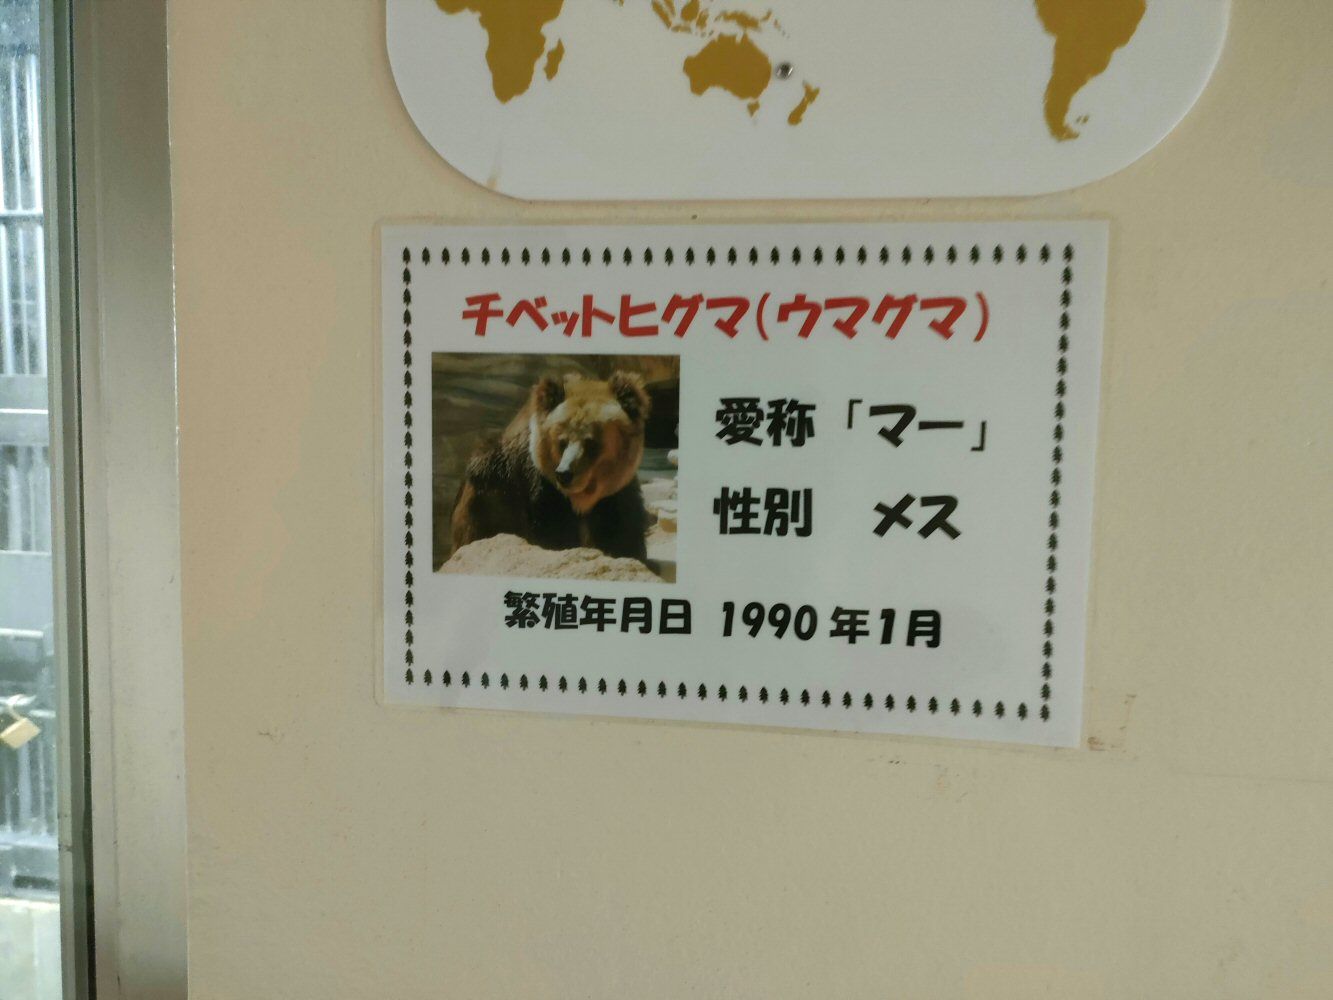 チベットヒグマ(ウマグマ)
愛称「マー」
性別　メス
繁殖年月日 1990年1月